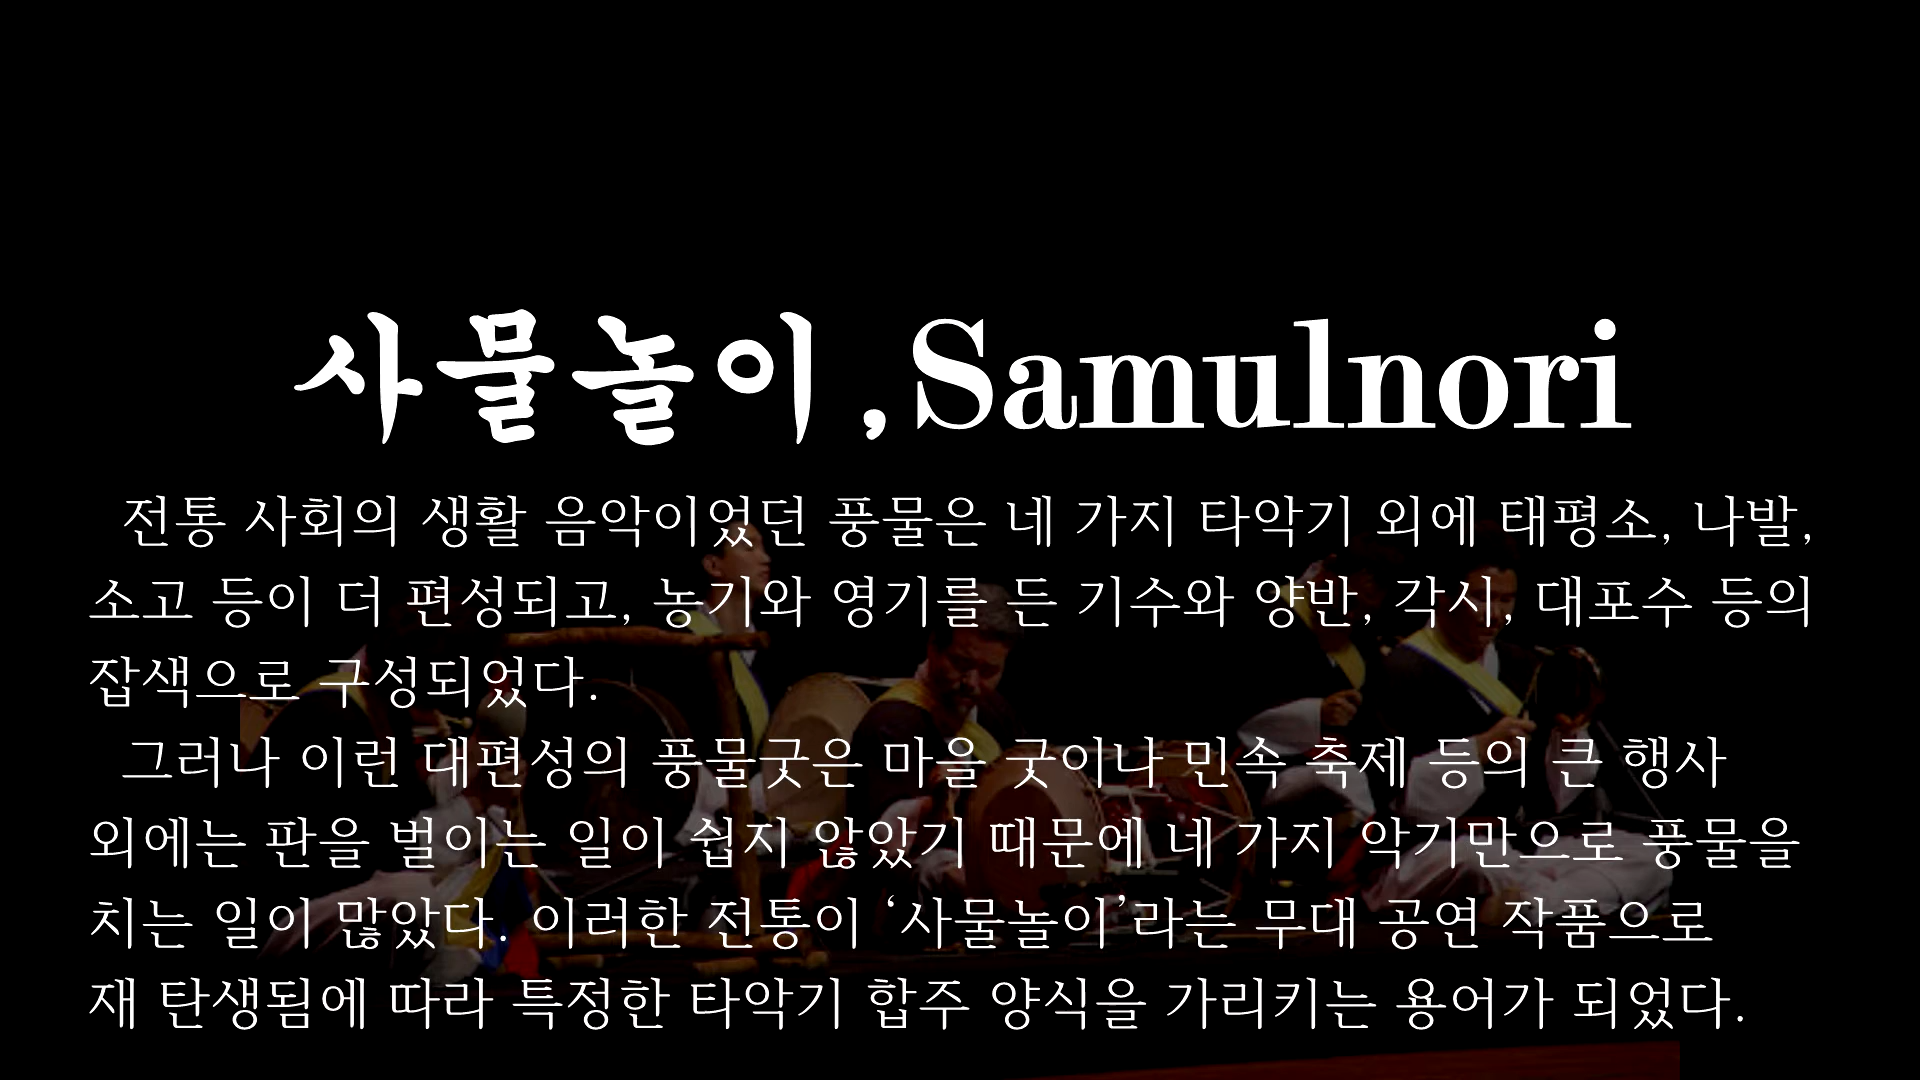 사물놀이 , Samulnori
전통 사회의 생활 음악이었던 풍물은 네 가지 타악기 외에 태평소, 나발,
소고 등이 더 편성되고, 농기와 영기를 든 기수와 양반, 각시, 대포수 등의
잡색으로 구성되었다.
그러나 이런 대편성의 풍물굿은 마을 굿이나 민속 축제 등의 큰 행사
외에는 판을 벌이는 일이 쉽지 않았기 때문에 네 가지 악기만으로 풍물을
치는 일이 많았다. 이러한 전통이 ‘사물놀이’라는 무대 공연 작품으로
재 탄생됨에 따라 특정한 타악기 합주 양식을 가리키는 용어가 되었다.